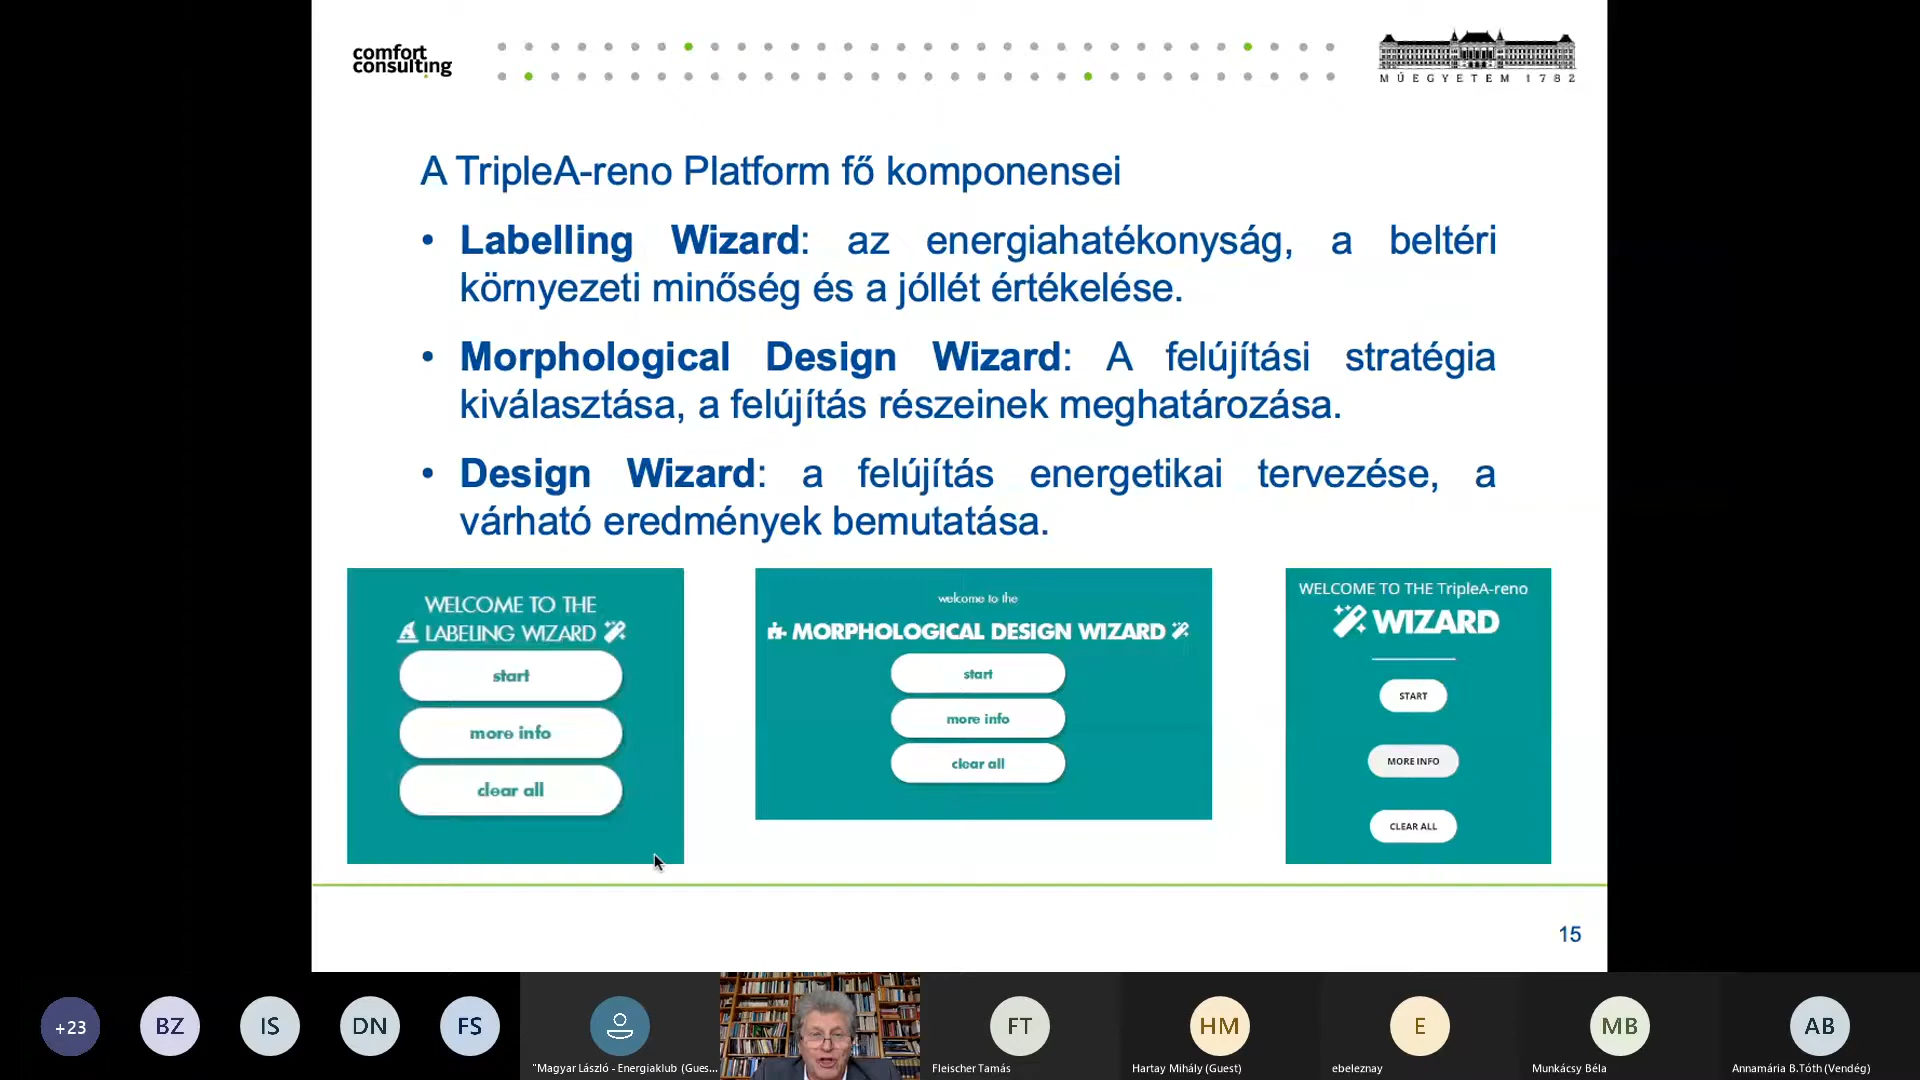 comfort
consulting
MŰEGYETEM 1782
A TripleA-reno Platform fő komponensei
• Labelling Wizard: az energiahatékonyság, a beltéri
környezeti minőség és a jóllét értékelése.
• Morphological Design Wizard: A felújítási stratégia
kiválasztása, a felújítás részeinek meghatározása.
• Design Wizard: a felújítás energetikai tervezése, a
várható eredmények bemutatása.
WELCOME TO THE
LABELING WIZARD
start
more info
clear all
welcome to the
MORPHOLOGICAL DESIGN WIZARD
start
more info
clear all
WELCOME TO THE TripleA-reno
WIZARD
START
MORE INFO
CLEAR ALL
15
+23
BZ
IS
DN
FS
"Magyar László - Energiaklub (Gues...
FT
Fleischer Tamás
HM
Hartay Mihály (Guest)
E
ebeleznay
MB
Munkácsy Béla
AB
Annamária B.Tóth (Vendég)